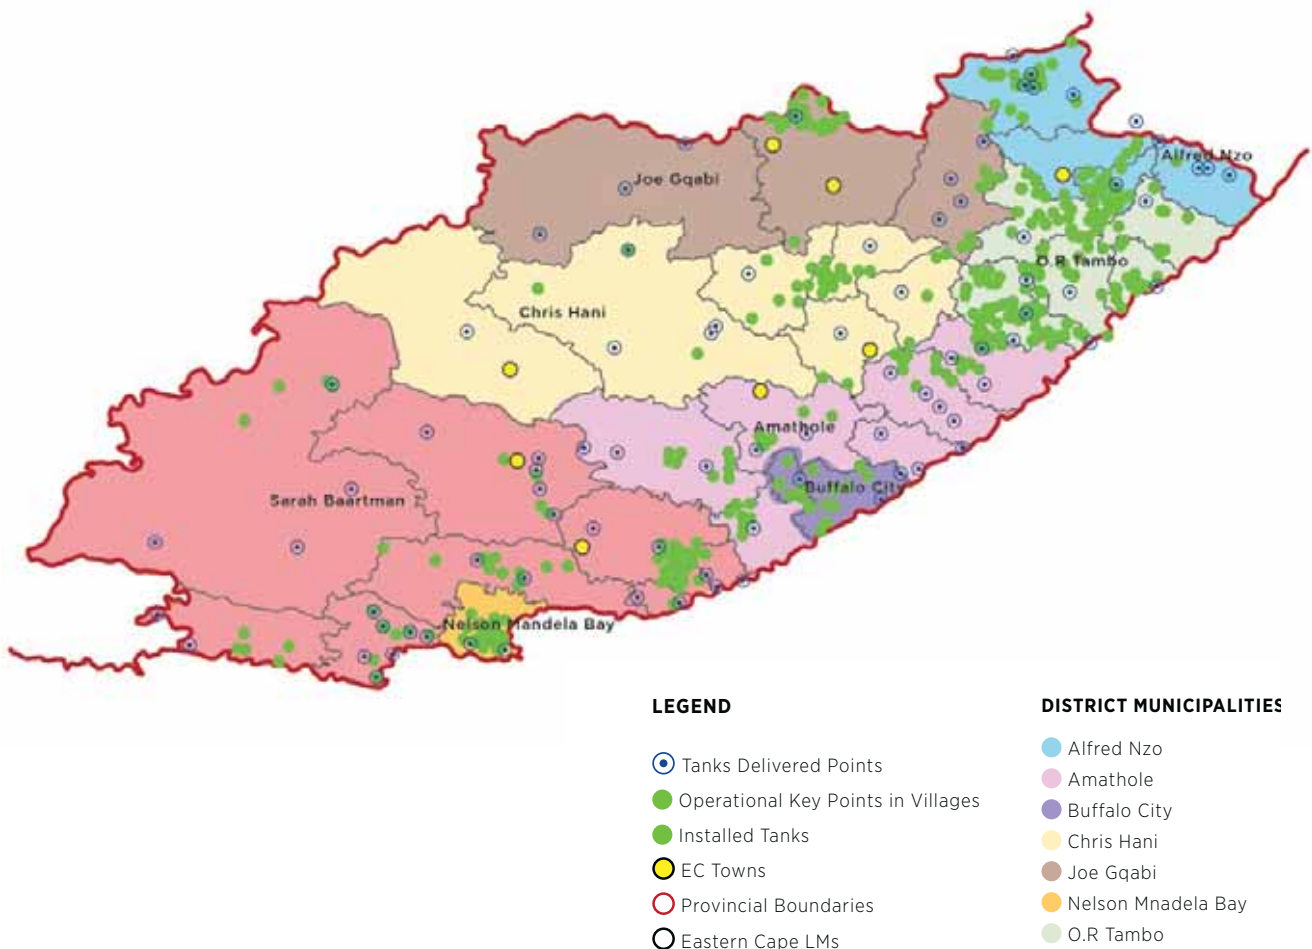 Alfred Nzo
Joe Gqabi
O.R Tambo
Chris Hani
Amathole
Buffalo City
Sarah Baartman
Nelson Mandela Bay
LEGEND
Tanks Delivered Points
Operational Key Points in Villages
Installed Tanks
EC Towns
Provincial Boundaries
Eastern Cape LMs
DISTRICT MUNICIPALITIES
Alfred Nzo
Amathole
Buffalo City
Chris Hani
Joe Gqabi
Nelson Mnadela Bay
O.R Tambo